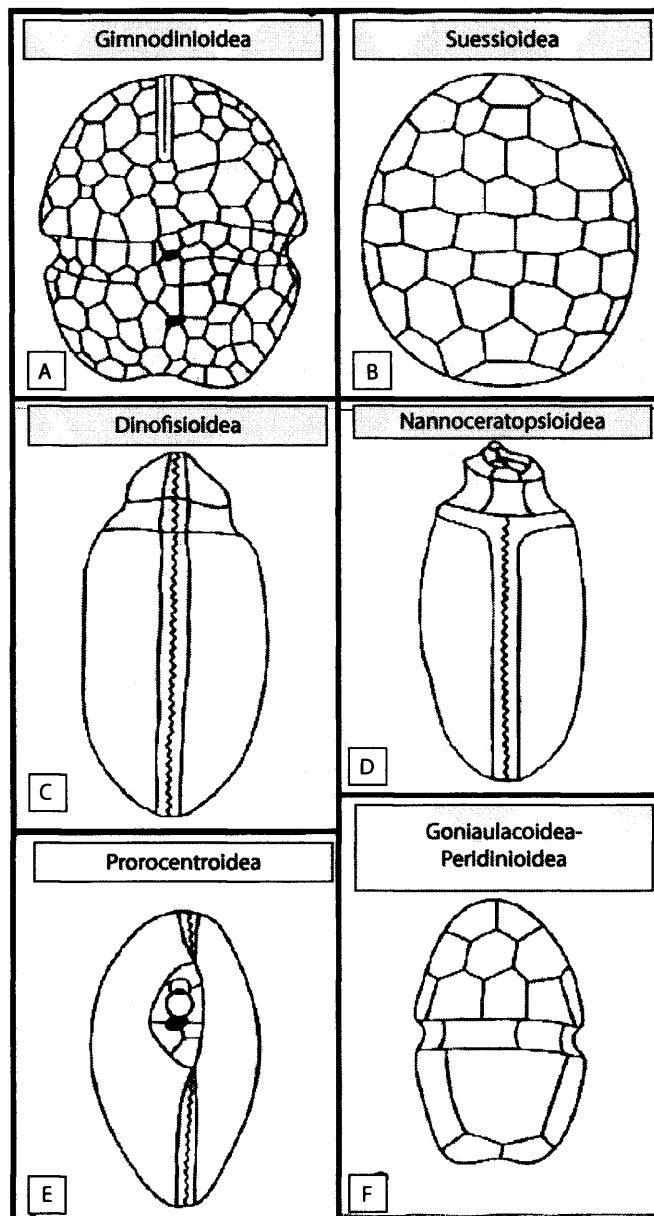 Gimnodinioidea
A
Suessioidea
B
Dinofisioidea
C
Nannoceratopsioidea
D
Prorocentroidea
E
Goniaulacoidea-
Peridinioidea
F